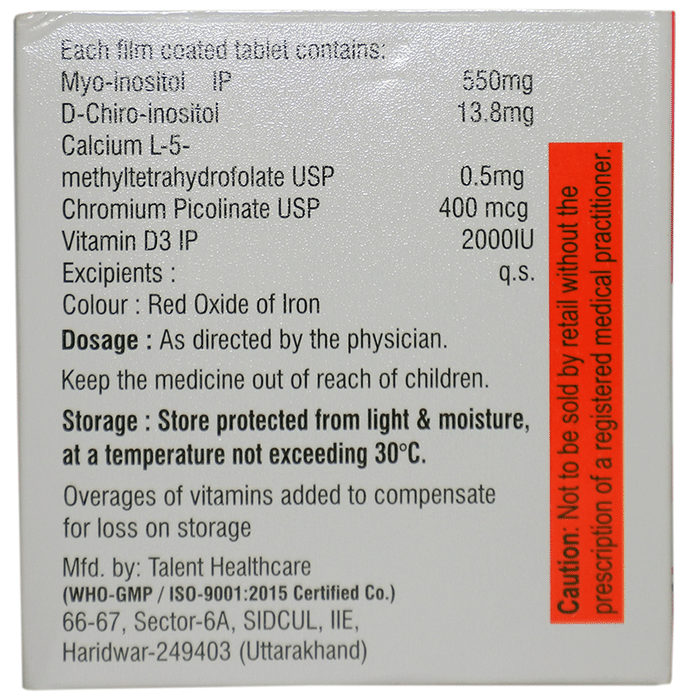 Each film coated tablet contains:
Myo-inositol IP 550mg
D-Chiro-inositol 13.8mg
Calcium L-5-
methyltetrahydrofolate USP 0.5mg
Chromium Picolinate USP 400 mcg
Vitamin D3 IP 2000IU
Excipients : q.s.
Colour : Red Oxide of Iron
Dosage : As directed by the physician.
Keep the medicine out of reach of children.
Storage : Store protected from light & moisture,
at a temperature not exceeding 30°C.
Overages of vitamins added to compensate
for loss on storage
Mfd. by: Talent Healthcare
(WHO-GMP / ISO-9001:2015 Certified Co.)
66-67, Sector-6A, SIDCUL, IIE,
Haridwar-249403 (Uttarakhand)
Caution: Not to be sold by retail without the
prescription of a registered medical practitioner.